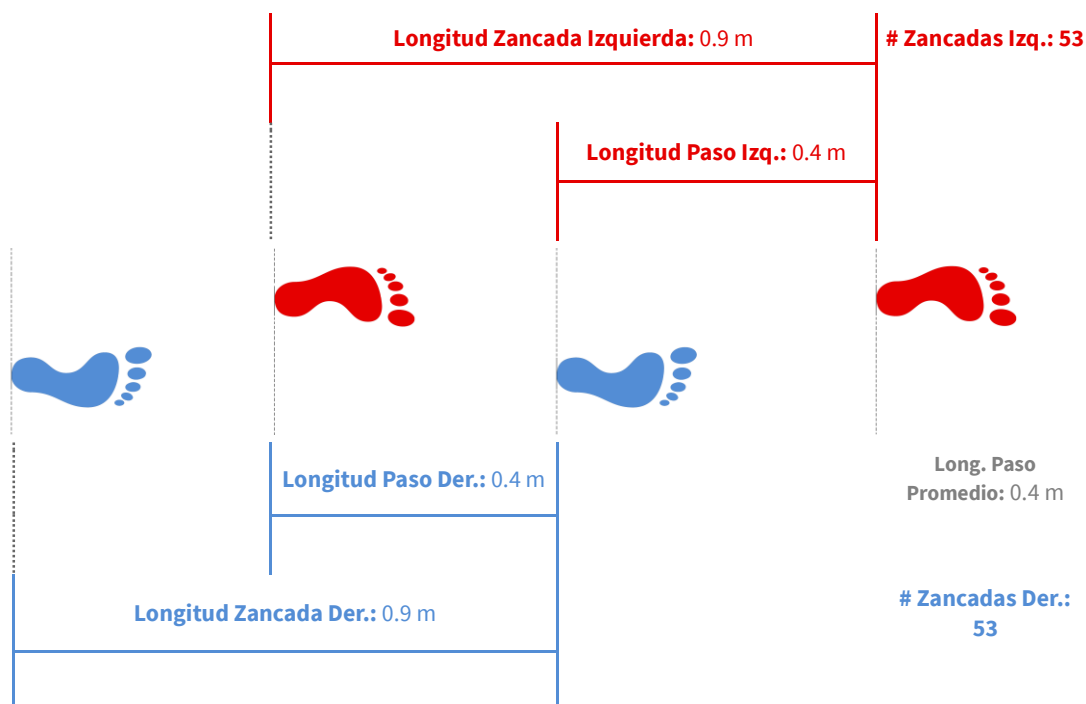 Longitud Zancada Izquierda: 0.9 m
# Zancadas Izq.: 53
Longitud Paso Izq.: 0.4 m
Longitud Paso Der.: 0.4 m
Long. Paso
Promedio: 0.4 m
Longitud Zancada Der.: 0.9 m
# Zancadas Der.:
53